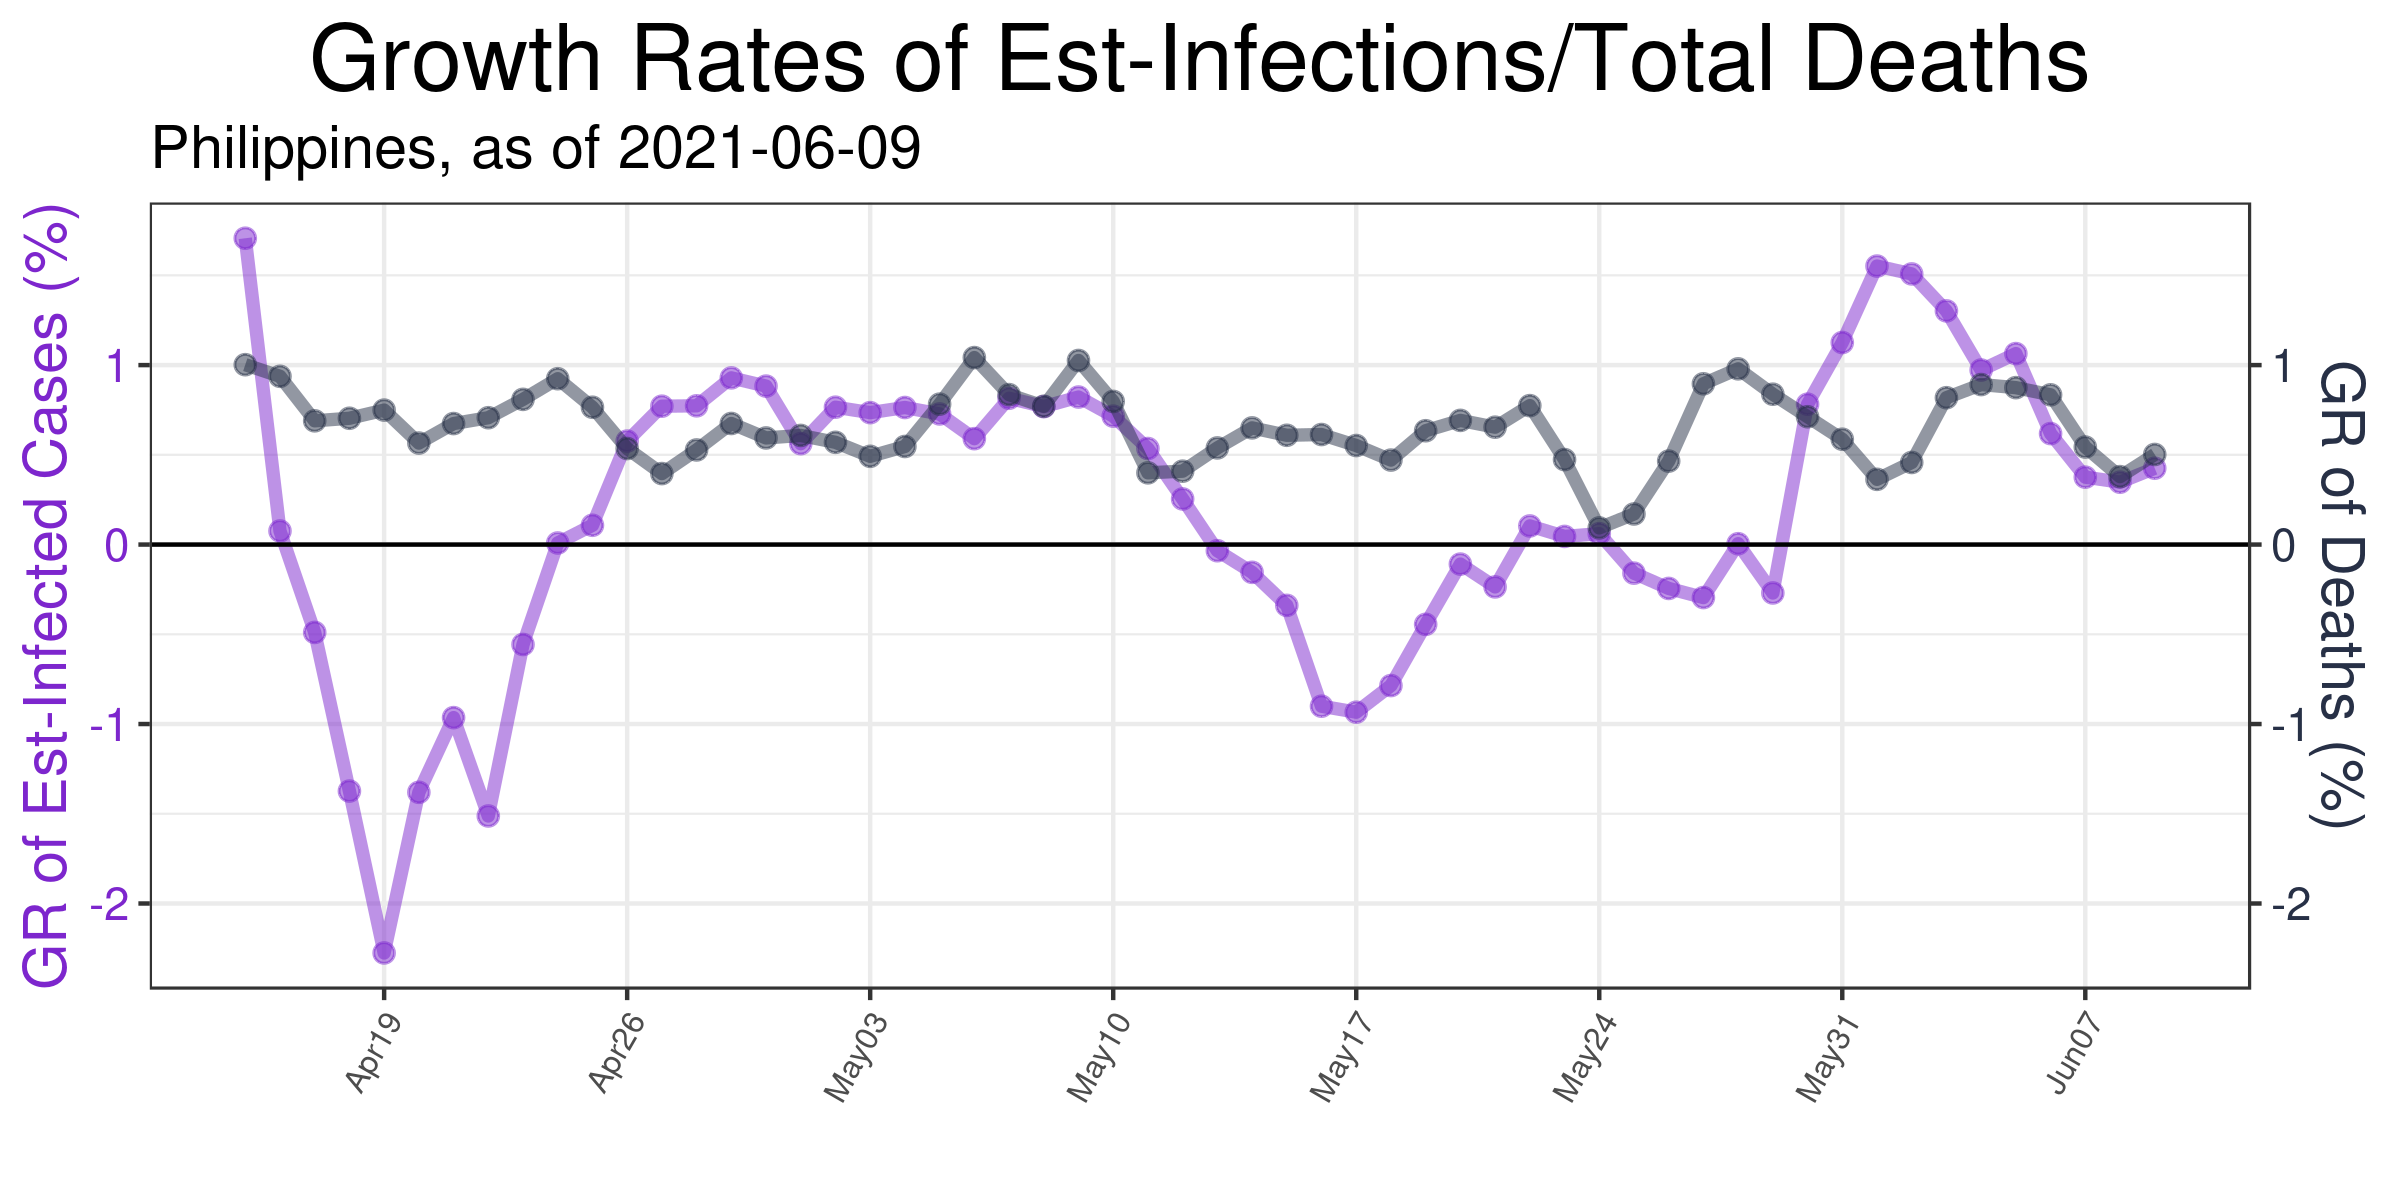 Growth Rates of Est-Infections/Total Deaths
Philippines, as of 2021-06-09
GR of Est-Infected Cases (%)
1
0
-1
-2
1
0
-1
-2
GR of Deaths (%)
Apr19
Apr26
May03
May10
May17
May24
May31
Jun07